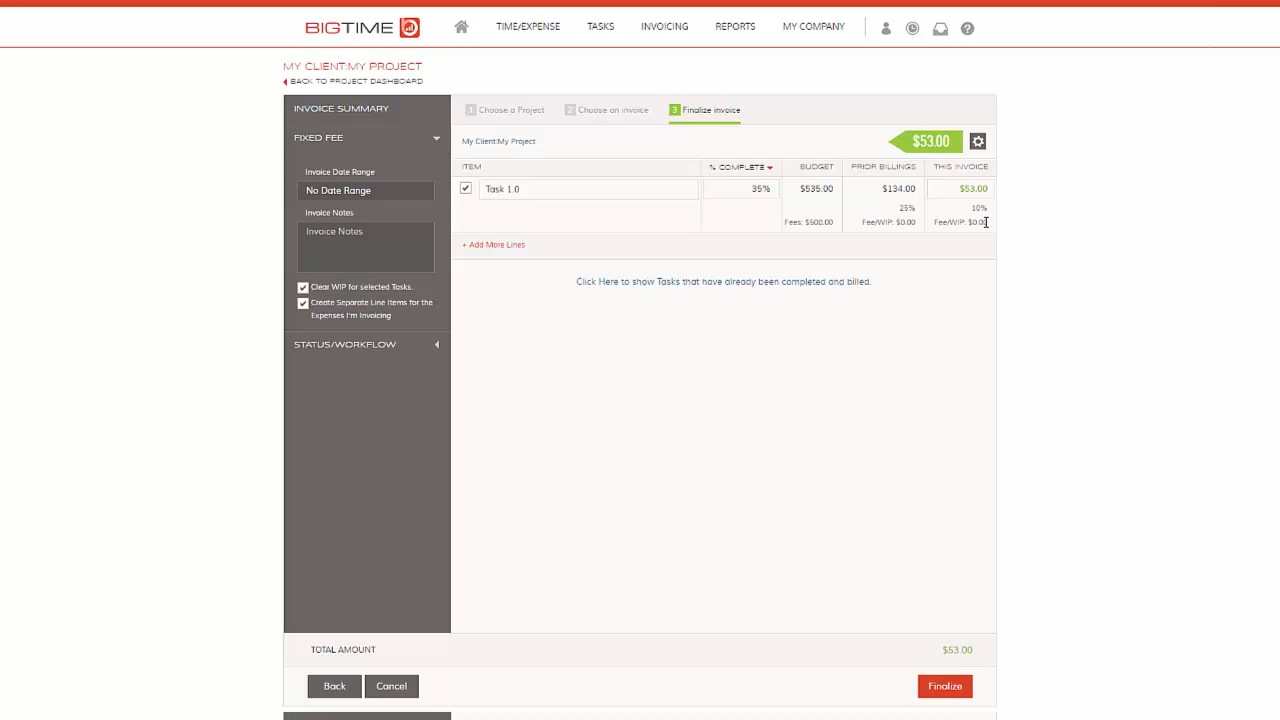 BIGTIME
TIME/EXPENSE
TASKS
INVOICING
REPORTS
MY COMPANY
MY CLIENT:MY PROJECT
BACK TO PROJECT DASHBOARD
INVOICE SUMMARY
FIXED FEE
Invoice Date Range
No Date Range
Invoice Notes
Invoice Notes
Clear WIP for selected Tasks.
Create Separate Line Items for the
Expenses I'm Invoicing
STATUS/WORKFLOW
1 Choose a Project
2 Choose an invoice
3 Finalize invoice
My Client:My Project
$53.00
ITEM
% COMPLETE
BUDGET
PRIOR BILLINGS
THIS INVOICE
Task 1.0
35%
$535.00
$134.00
$53.00
25%
10%
Fees: $500.00
Fee/WIP: $0.00
Fee/WIP: $0.00
+ Add More Lines
Click Here to show Tasks that have already been completed and billed.
TOTAL AMOUNT
$53.00
Back
Cancel
Finalize